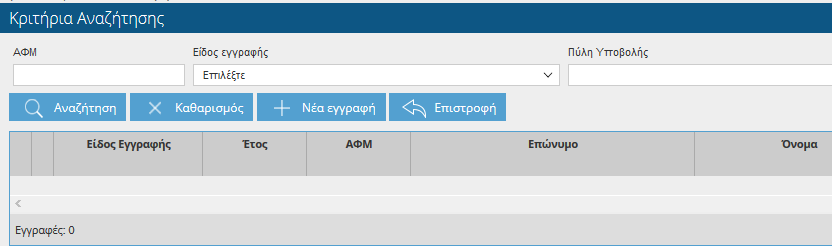 Κριτήρια Αναζήτησης
ΑΦΜ Είδος εγγραφής Πύλη Υποβολής
Επιλέξτε
Αναζήτηση Καθαρισμός Νέα εγγραφή Επιστροφή
Είδος Εγγραφής Έτος ΑΦΜ Επώνυμο Όνομα
Εγγραφές: 0